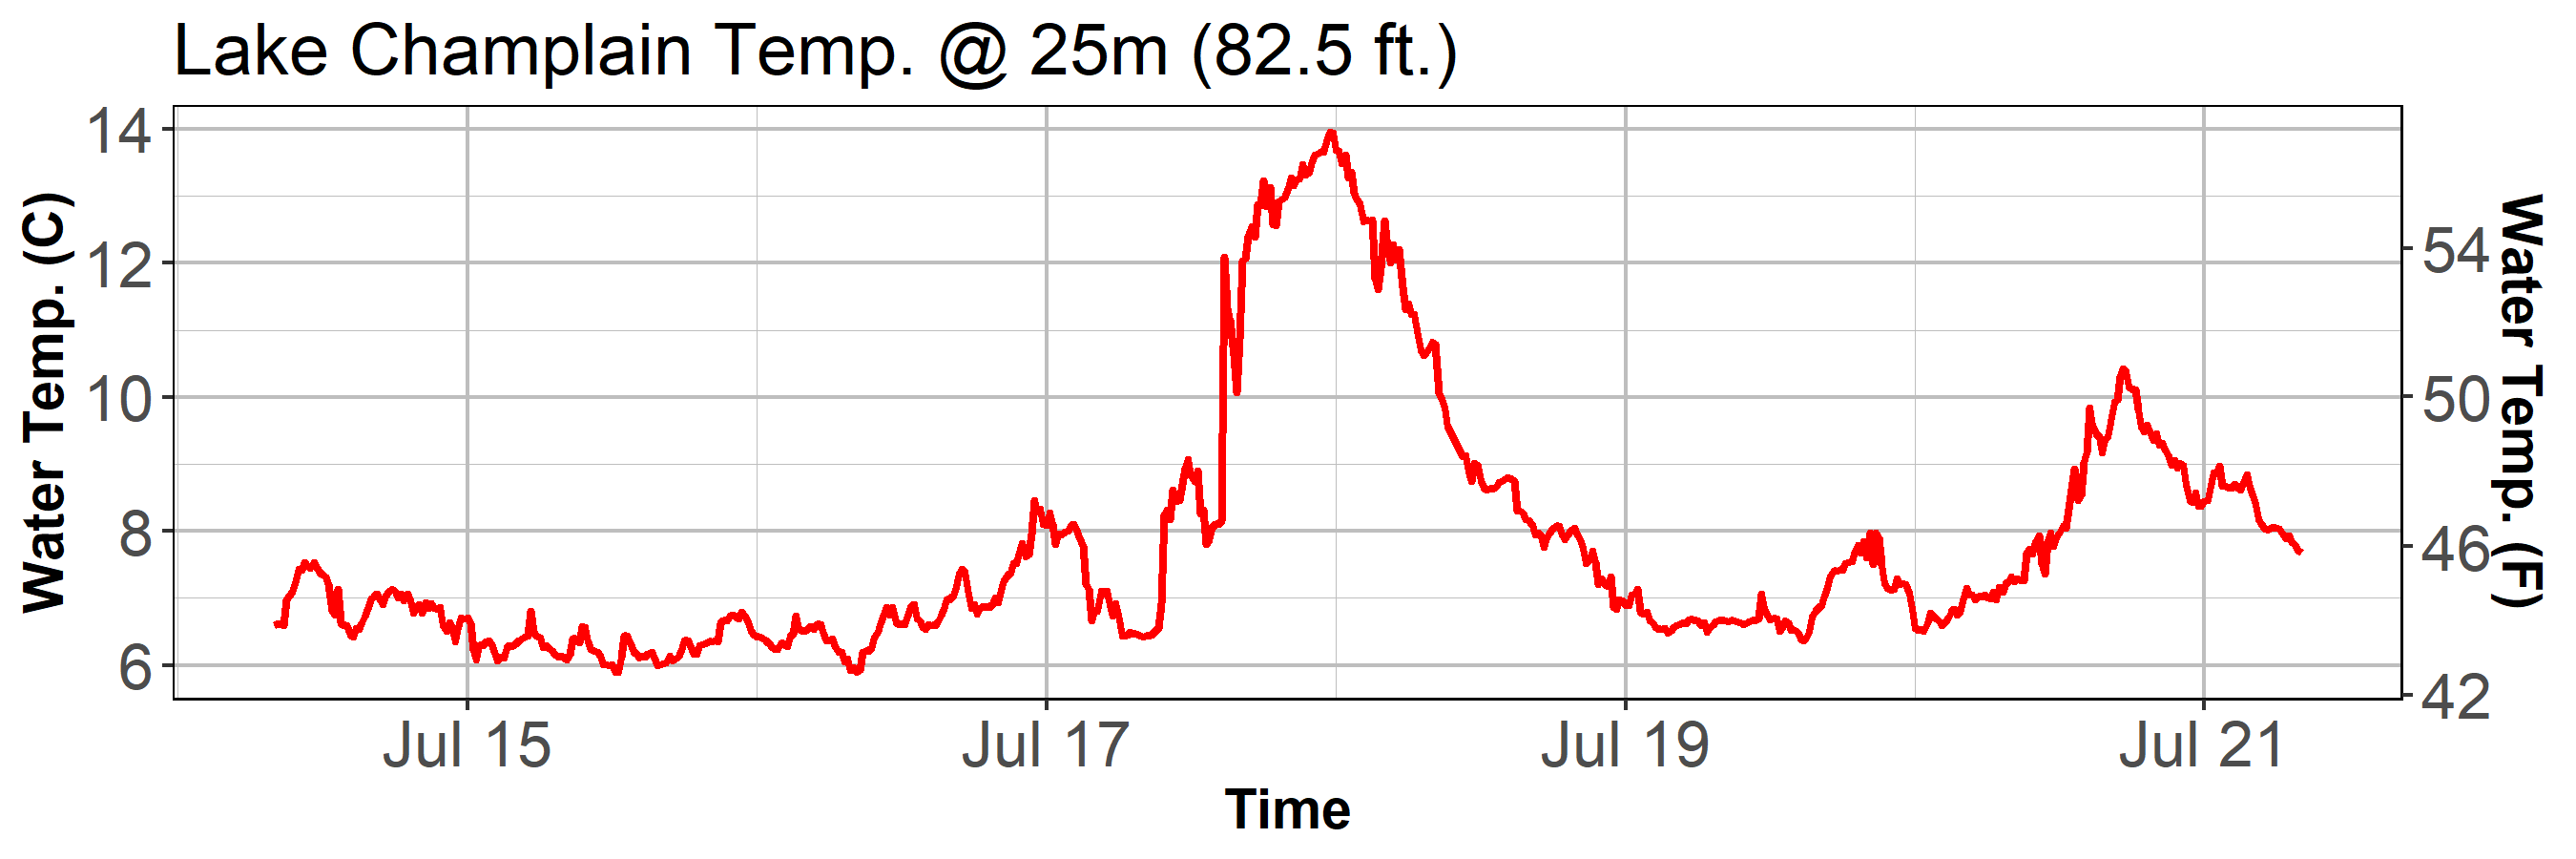 Lake Champlain Temp. @ 25m (82.5 ft.)
Water Temp. (C)
14
12
10
8
6
54
50
46
42
Water Temp. (F)
Jul 15 Jul 17 Jul 19 Jul 21
Time